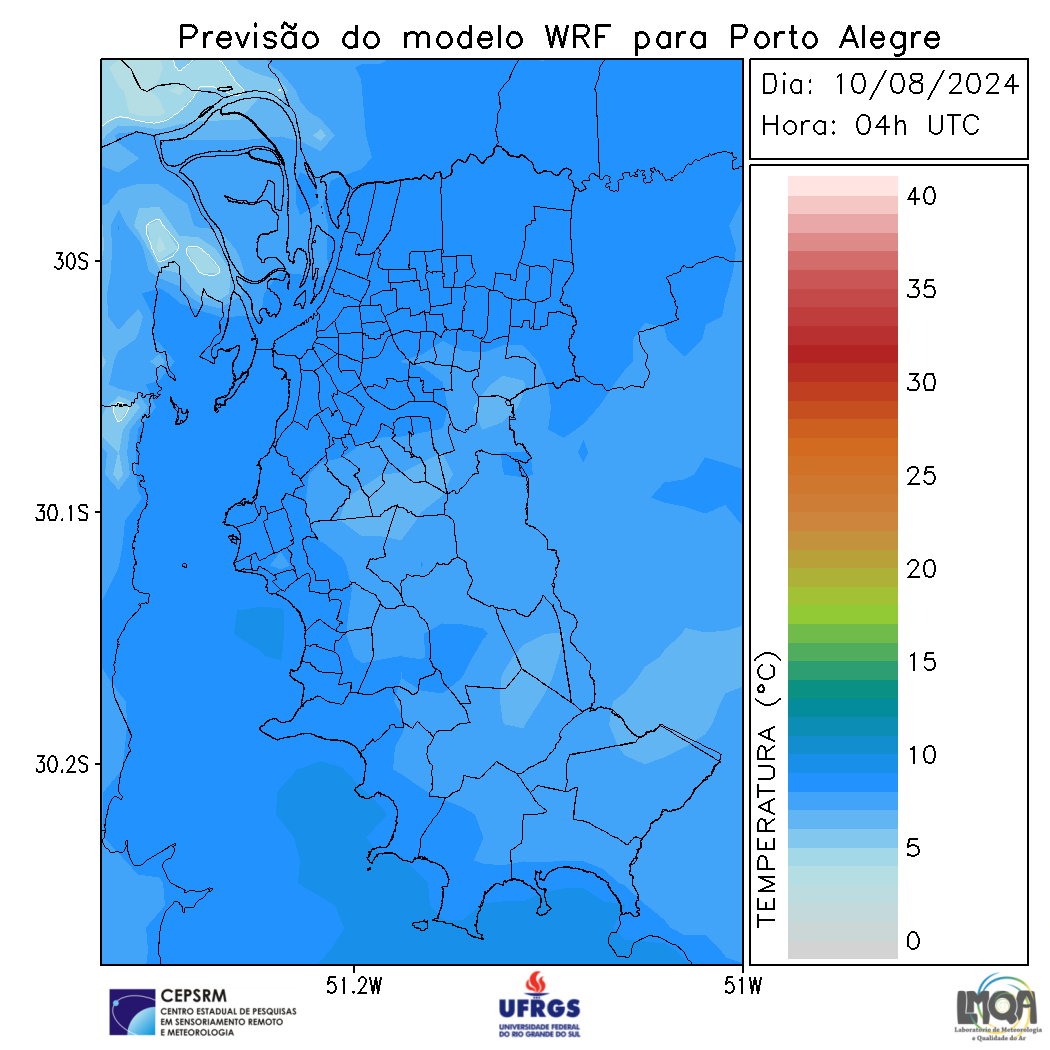 Previsão do modelo WRF para Porto Alegre
Dia: 10/08/2024
Hora: 04h UTC
40
35
30
25
20
15
10
5
0
TEMPERATURA (°C)
30S
30.1S
30.2S
51.2W
51W
CEPSRM
CENTRO ESTADUAL DE PESQUISAS
EM SENSORIAMENTO REMOTO
E METEOROLOGIA
UFRGS
UNIVERSIDADE FEDERAL
DO RIO GRANDE DO SUL
LMQA
Laboratório de Meteorologia
e Qualidade do Ar